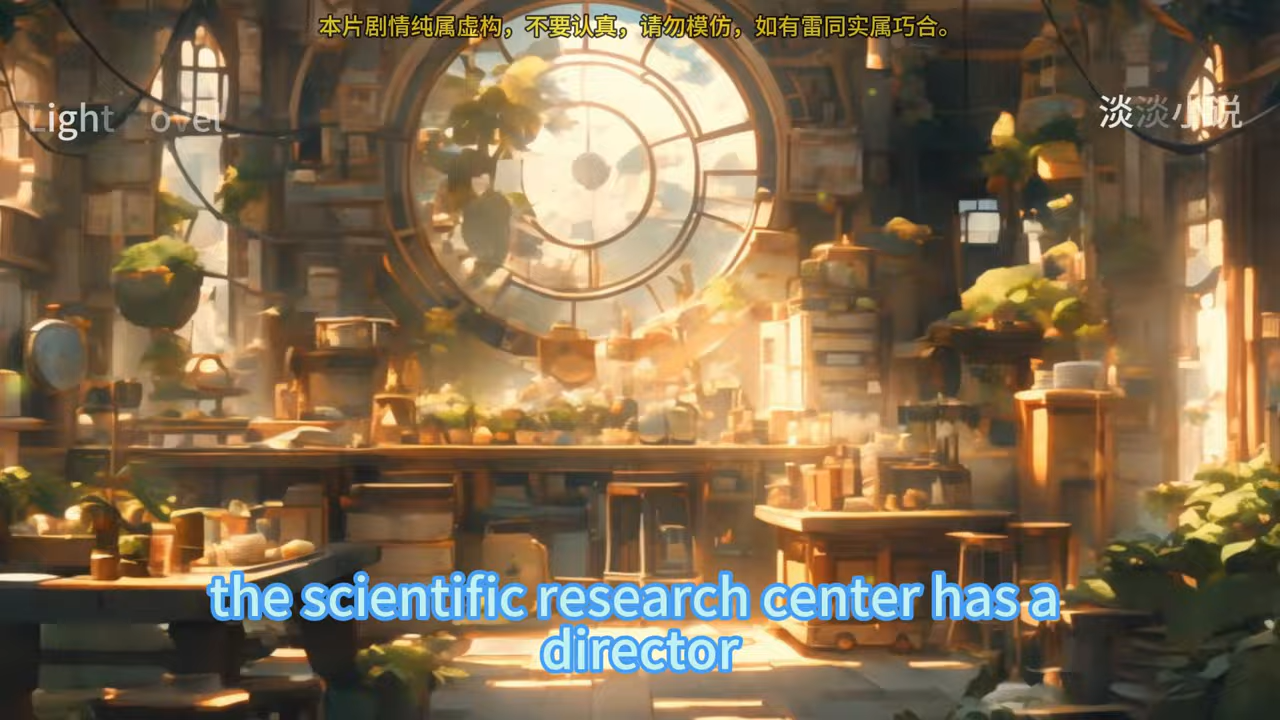 本片剧情纯属虚构，不要认真，请勿模仿，如有雷同实属巧合。
Light ovel
淡淡小说
the scientific research center has a
director